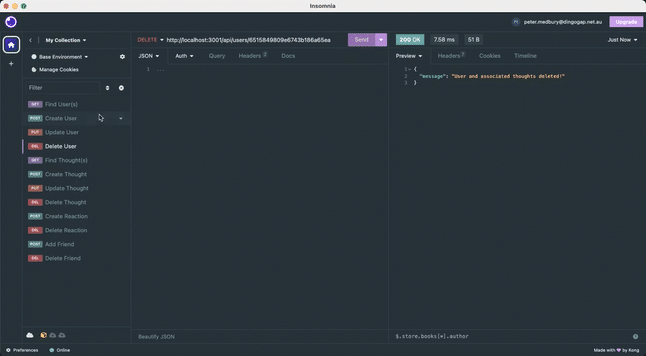 Insomnia
PI peter.medbury@dingogap.net.au Upgrade
My Collection
DELETE http://localhost:3001/api/users/6515849809e6743b186a65ea Send
200 OK 7.58 ms 51 B Just Now
Base Environment
JSON Auth Query Headers 2 Docs
Preview Headers 7 Cookies Timeline
Manage Cookies
1 ...
1 {
2 "message": "User and associated thoughts deleted!"
3 }
Filter
GET Find User(s)
POST Create User
PUT Update User
DEL Delete User
GET Find Thought(s)
POST Create Thought
PUT Update Thought
DEL Delete Thought
POST Create Reaction
DEL Delete Reaction
POST Add Friend
DEL Delete Friend
Beautify JSON
$.store.books[*].author
Preferences Online Made with ♥ by Kong